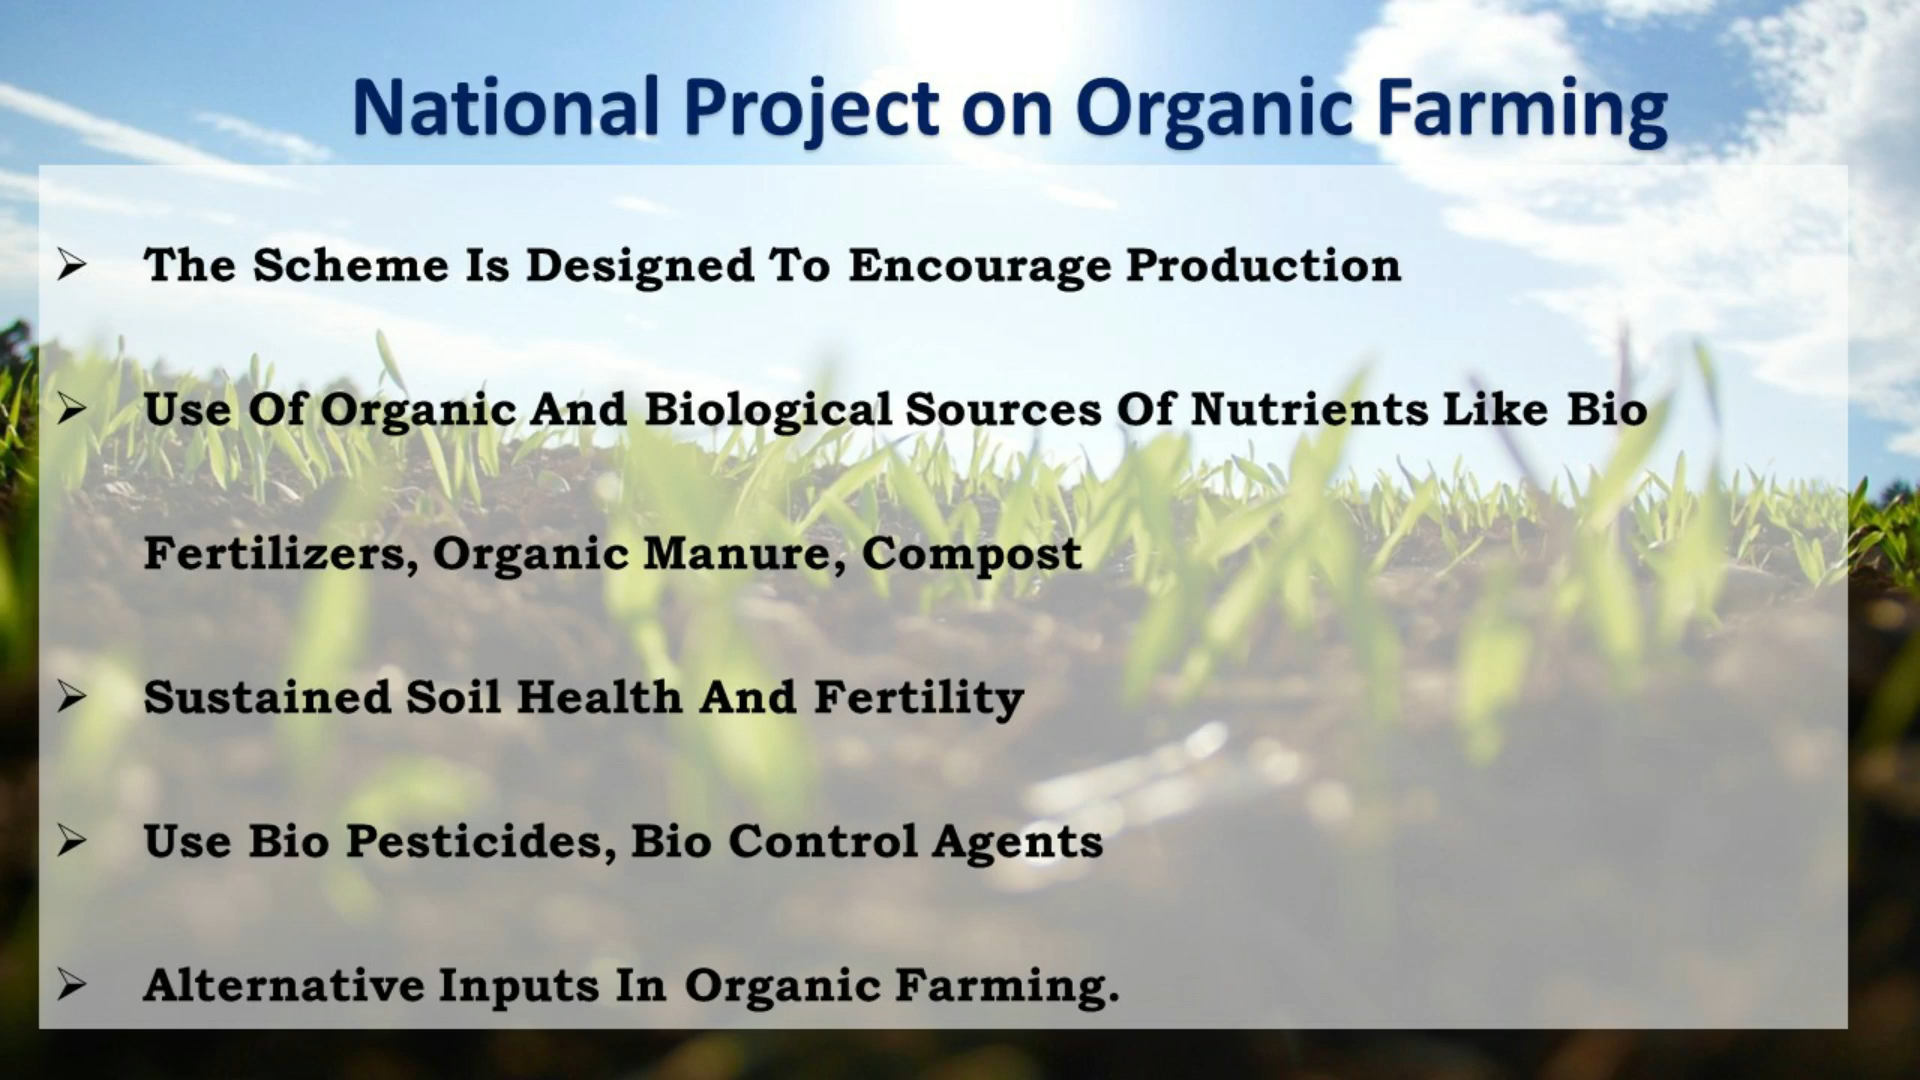 National Project on Organic Farming
➢ The Scheme Is Designed To Encourage Production
➢ Use Of Organic And Biological Sources Of Nutrients Like Bio
Fertilizers, Organic Manure, Compost
➢ Sustained Soil Health And Fertility
➢ Use Bio Pesticides, Bio Control Agents
➢ Alternative Inputs In Organic Farming.